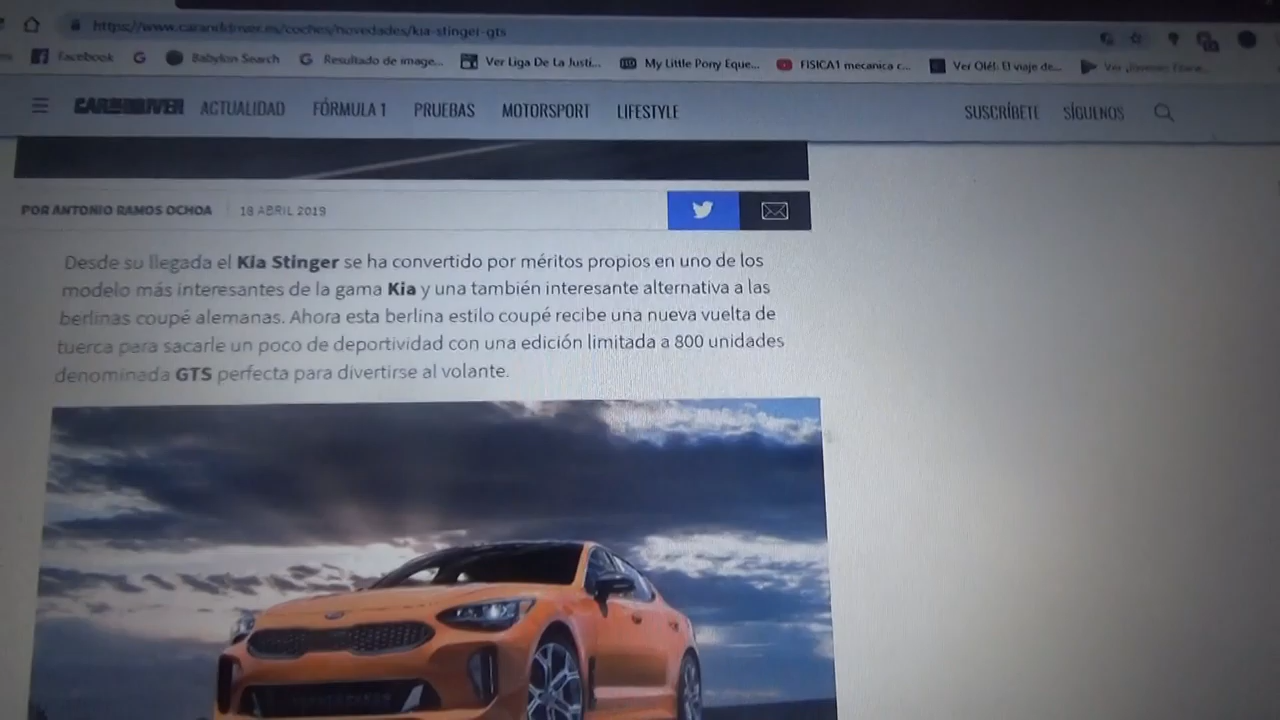 https://www.caranddriver.es/coches/novedades/kia-stinger-gts
Facebook
Babylon Search
Resultado de image...
Ver Liga De La Justi...
My Little Pony Eque...
FISICA1 mecanica c...
Ver Olé!: El viaje de...
CAR AND DRIVER ACTUALIDAD FÓRMULA 1 PRUEBAS MOTORSPORT LIFESTYLE SUSCRÍBETE SÍGUENOS
POR ANTONIO RAMOS OCHOA 18 ABRIL 2019
Desde su llegada el Kia Stinger se ha convertido por méritos propios en uno de los
modelo más interesantes de la gama Kia y una también interesante alternativa a las
berlinas coupé alemanas. Ahora esta berlina estilo coupé recibe una nueva vuelta de
tuerca para sacarle un poco de deportividad con una edición limitada a 800 unidades
denominada GTS perfecta para divertirse al volante.